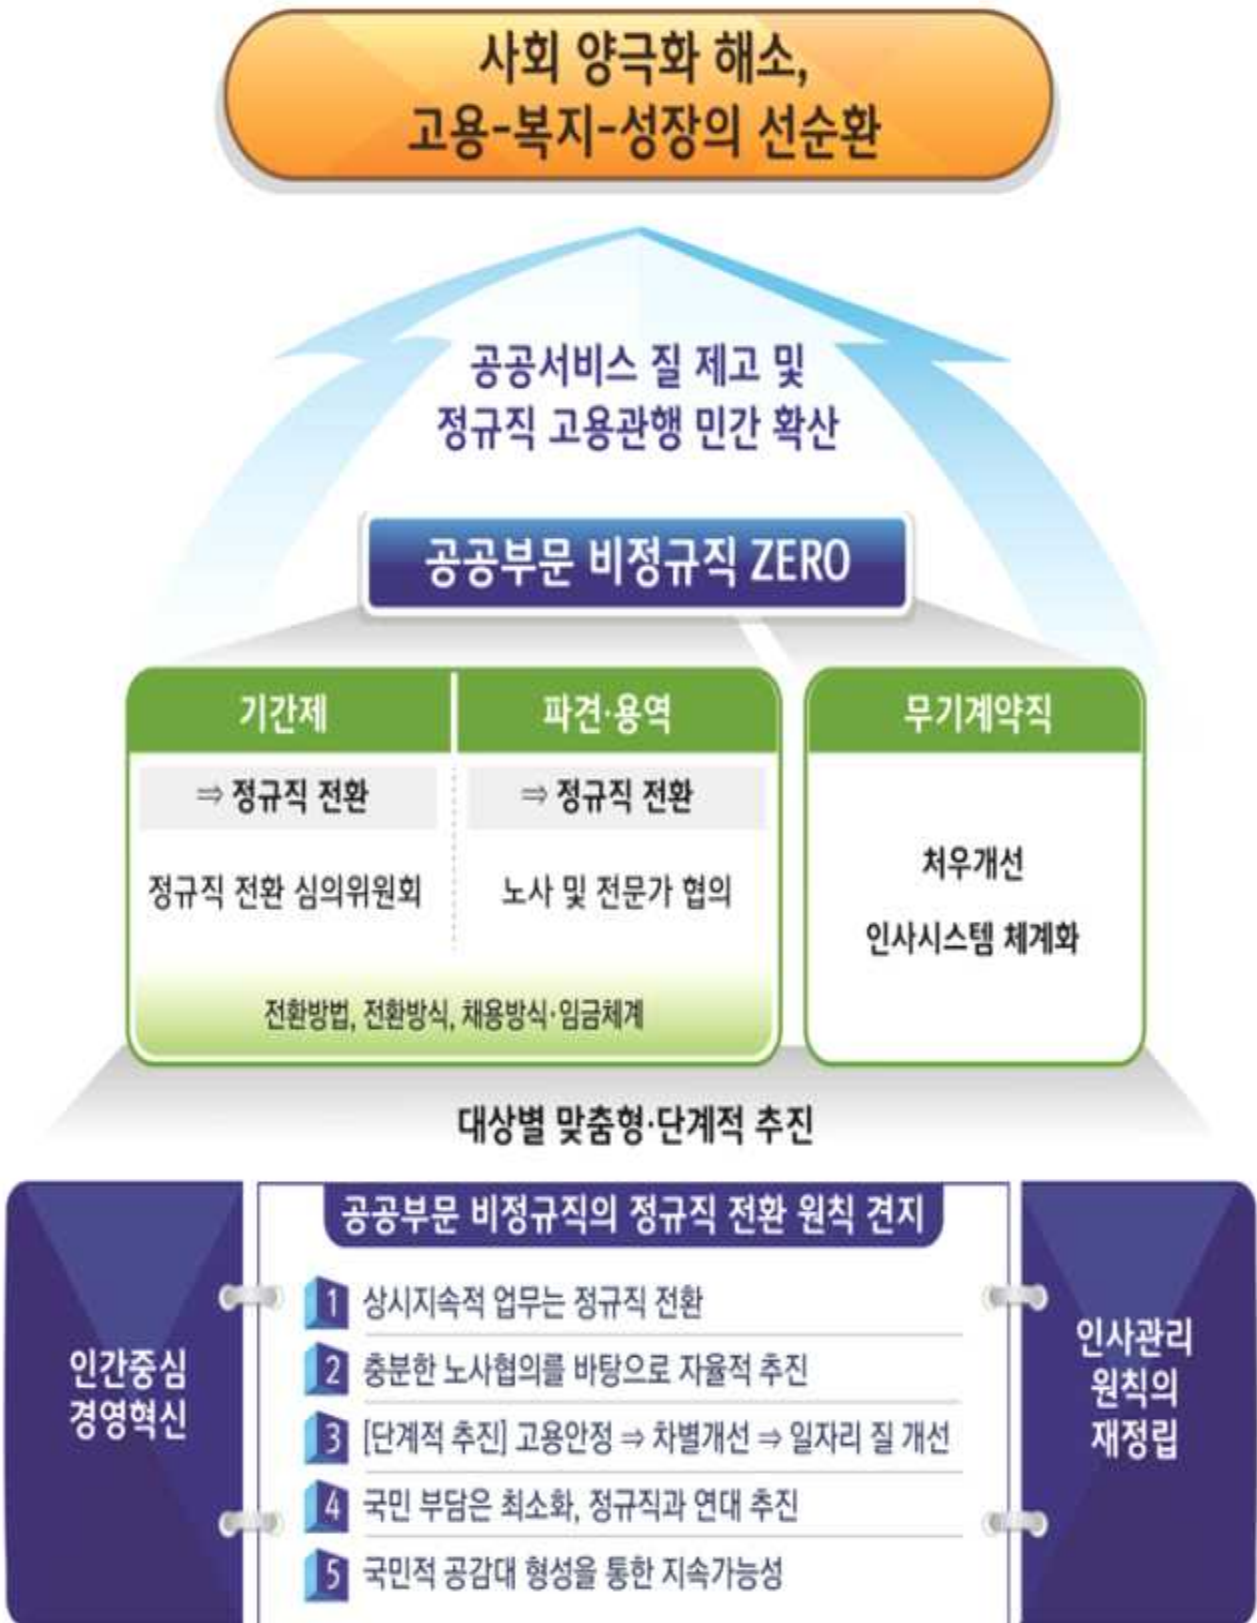 사회 양극화 해소,
고용-복지-성장의 선순환
공공서비스 질 제고 및
정규직 고용관행 민간 확산
공공부문 비정규직 ZERO
기간제
⇒ 정규직 전환
정규직 전환 심의위원회
파견·용역
⇒ 정규직 전환
노사 및 전문가 협의
전환방법, 전환방식, 채용방식·임금체계
무기계약직
처우개선
인사시스템 체계화
대상별 맞춤형·단계적 추진
인간중심
경영혁신
공공부문 비정규직의 정규직 전환 원칙 견지
1 상시지속적 업무는 정규직 전환
2 충분한 노사협의를 바탕으로 자율적 추진
3 [단계적 추진] 고용안정 ⇒ 차별개선 ⇒ 일자리 질 개선
4 국민 부담은 최소화, 정규직과 연대 추진
5 국민적 공감대 형성을 통한 지속가능성
인사관리
원칙의
재정립